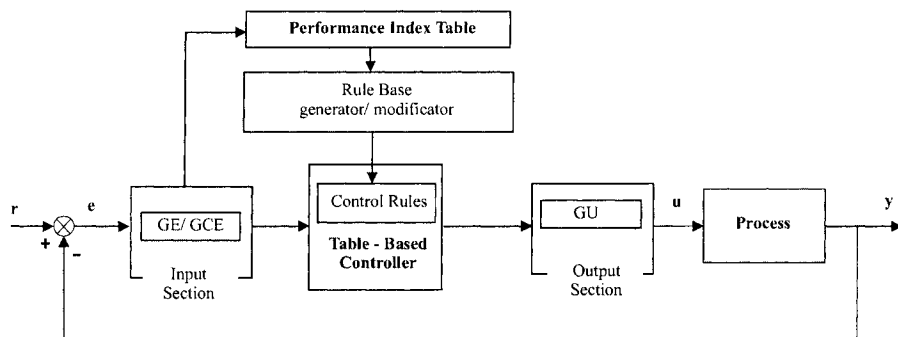 Performance Index Table
Rule Base
generator/ modificator
r
+
−
e
GE/ GCE
Input
Section
Control Rules
Table - Based
Controller
GU
Output
Section
u
Process
y